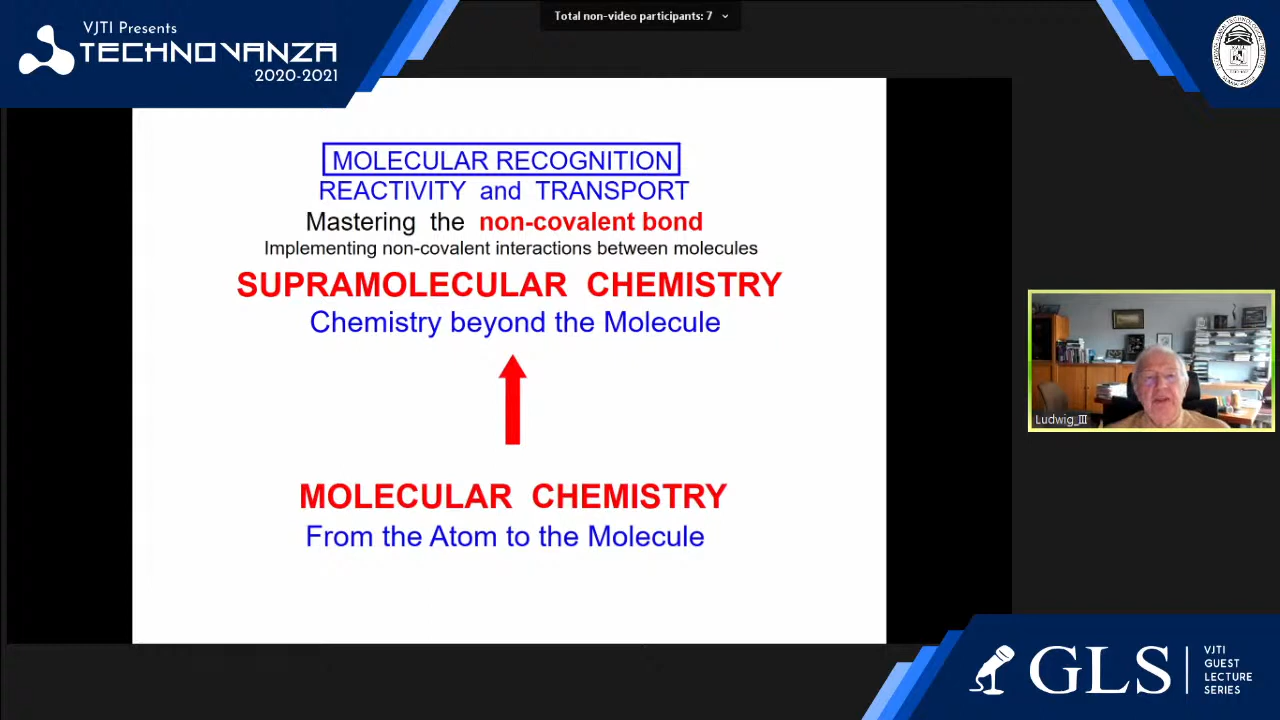 Total non-video participants: 7
VJTI Presents
TECHNOVANZA
2020-2021
MOLECULAR RECOGNITION
REACTIVITY and TRANSPORT
Mastering the non-covalent bond
Implementing non-covalent interactions between molecules
SUPRAMOLECULAR CHEMISTRY
Chemistry beyond the Molecule
MOLECULAR CHEMISTRY
From the Atom to the Molecule
Ludwig_III
GLS
VJTI
GUEST
LECTURE
SERIES